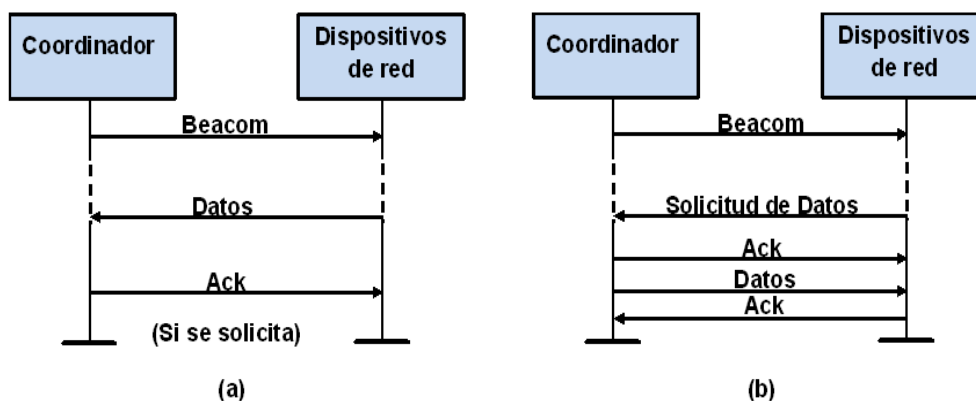 Coordinador
Dispositivos
de red
Beacom
Datos
Ack
(Si se solicita)
(a)
Coordinador
Dispositivos
de red
Beacom
Solicitud de Datos
Ack
Datos
Ack
(b)